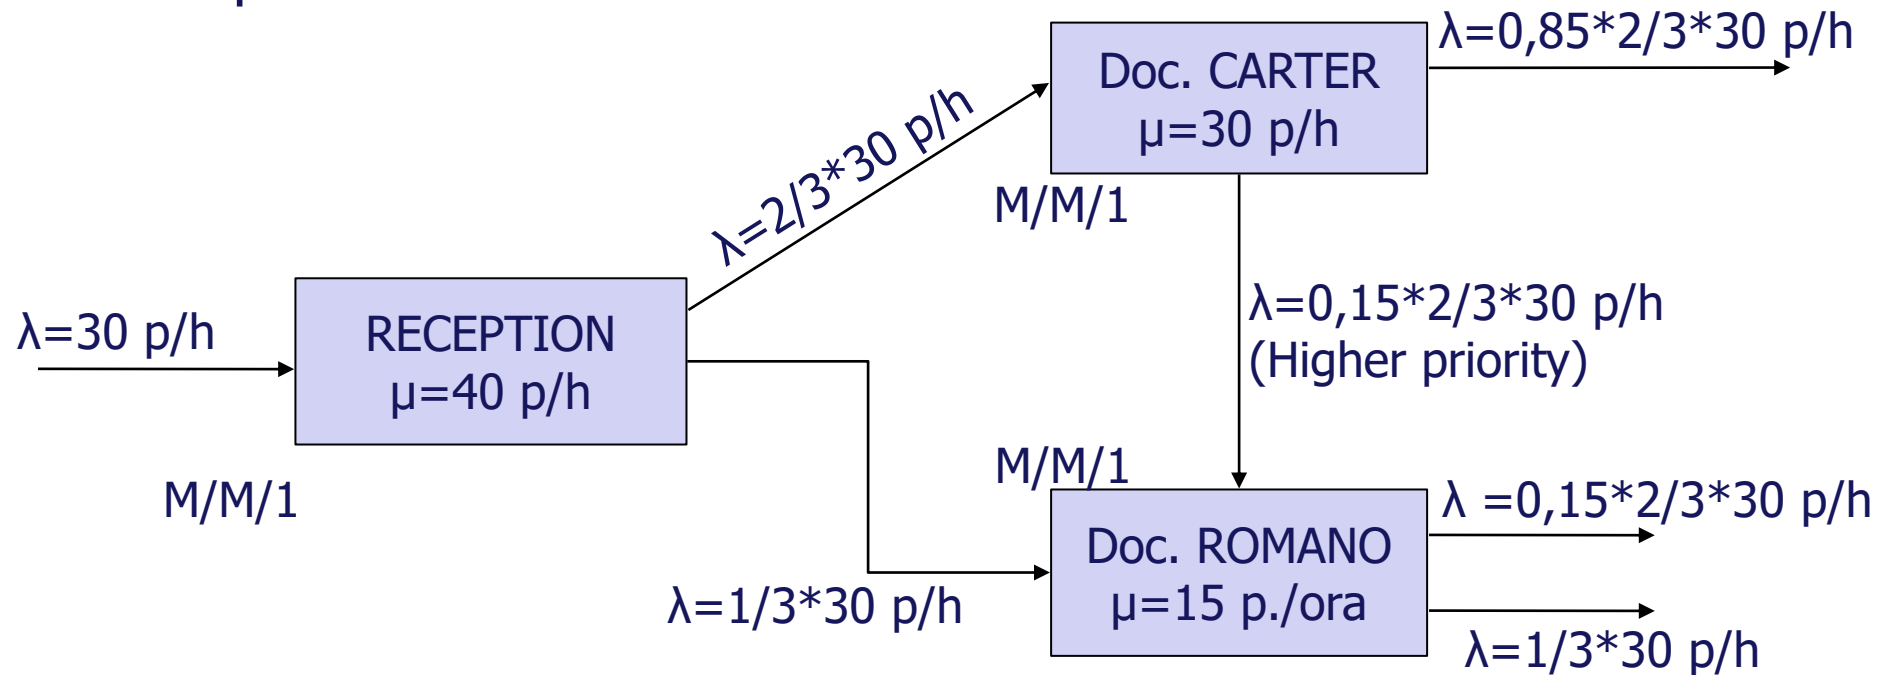 λ=0,85*2/3*30 p/h
Doc. CARTER
μ=30 p/h
λ=2/3*30 p/h
M/M/1
λ=30 p/h
RECEPTION
μ=40 p/h
λ=0,15*2/3*30 p/h
(Higher priority)
M/M/1
M/M/1
λ =0,15*2/3*30 p/h
Doc. ROMANO
μ=15 p./ora
λ=1/3*30 p/h
λ=1/3*30 p/h